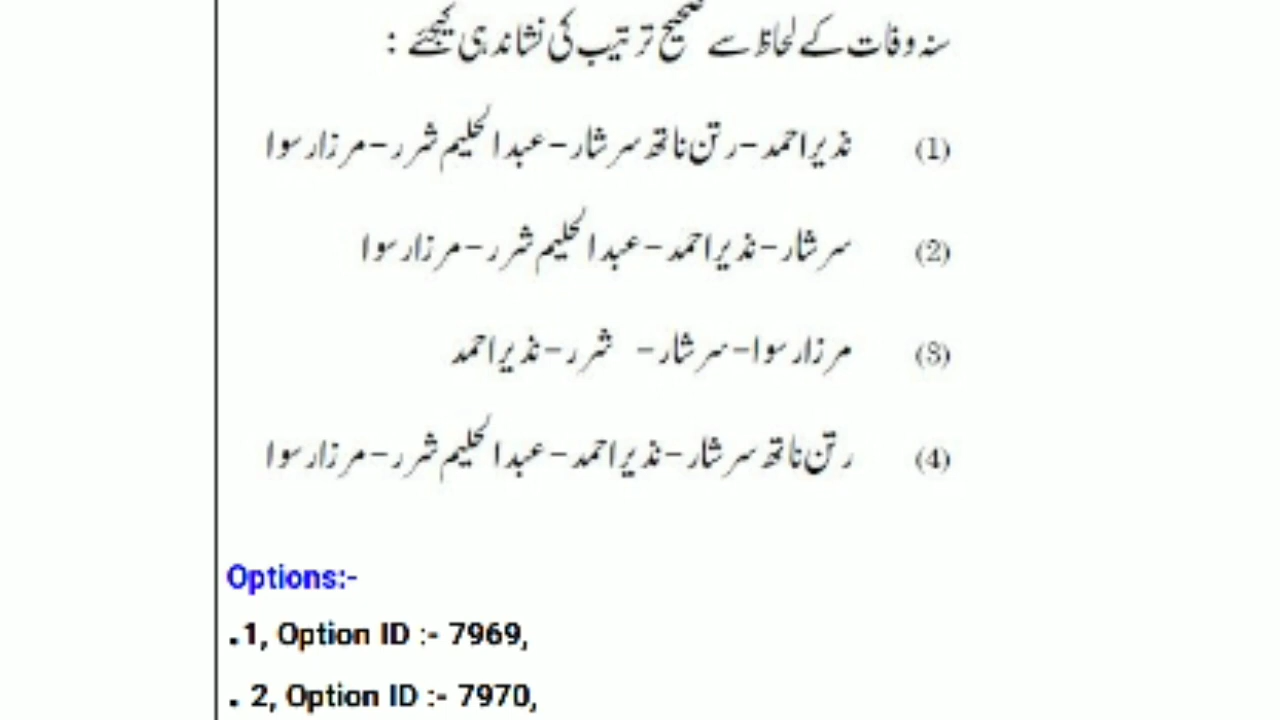 سنہ وفات کے لحاظ سے صحیح ترتیب کی نشاندہی کیجئے :
(1) نذیر احمد - رتن ناتھ سرشار - عبدالحلیم شرر - مرزا رسوا
(2) سرشار - نذیر احمد - عبدالحلیم شرر - مرزا رسوا
(3) مرزا رسوا - سرشار - شرر - نذیر احمد
(4) رتن ناتھ سرشار - نذیر احمد - عبدالحلیم شرر - مرزا رسوا
Options:-
.1, Option ID :- 7969,
. 2, Option ID :- 7970,